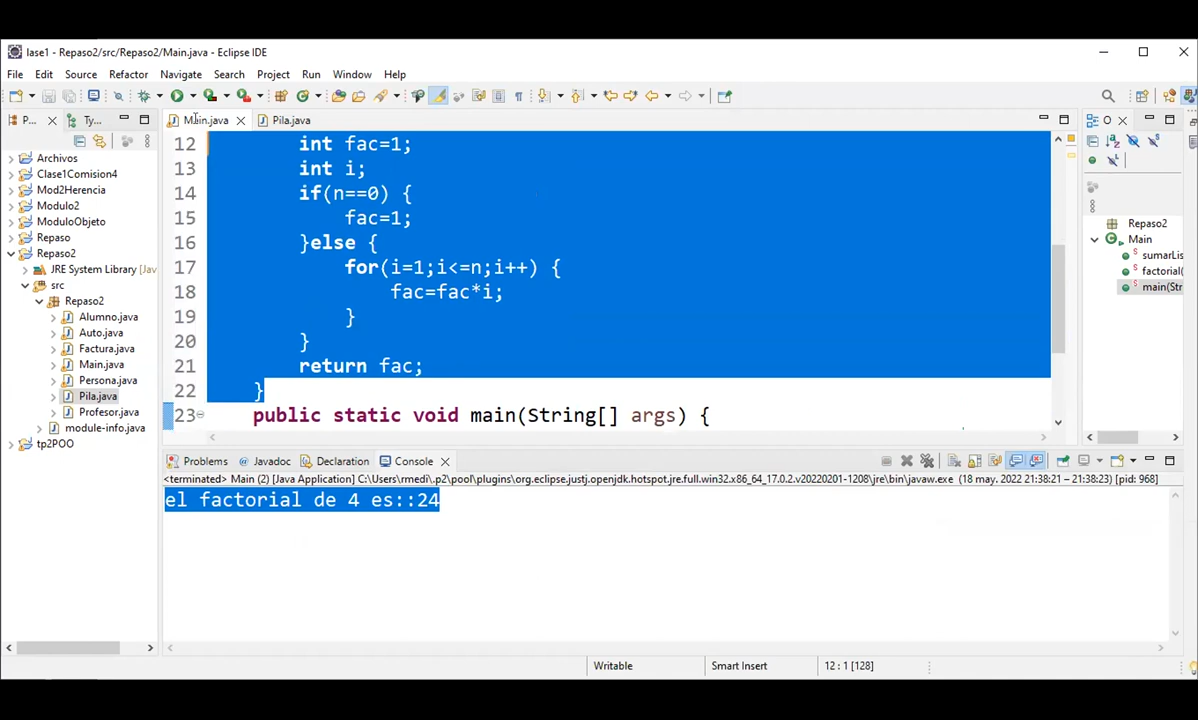 lase1 - Repaso2/src/Repaso2/Main.java - Eclipse IDE
File Edit Source Refactor Navigate Search Project Run Window Help
P... Ty...
Main.java Pila.java
O
Archivos
Clase1Comision4
Mod2Herencia
Modulo2
ModuloObjeto
Repaso
Repaso2
JRE System Library [Jav
src
Repaso2
Alumno.java
Auto.java
Factura.java
Main.java
Persona.java
Pila.java
Profesor.java
module-info.java
tp2POO
12 int fac=1;
13 int i;
14 if(n==0) {
15 fac=1;
16 }else {
17 for(i=1;i<=n;i++) {
18 fac=fac*i;
19 }
20 }
21 return fac;
22 }
23 public static void main(String[] args) {
Repaso2
Main
sumarLis
factorial(
main(Str
Problems Javadoc Declaration Console
<terminated> Main (2) [Java Application] C:\Users\rmedi\.p2\pool\plugins\org.eclipse.justj.openjdk.hotspot.jre.full.win32.x86_64_17.0.2.v20220201-1208\jre\bin\javaw.exe (18 may. 2022 21:38:21 – 21:38:23) [pid: 968]
el factorial de 4 es::24
Writable Smart Insert 12 : 1 [128]